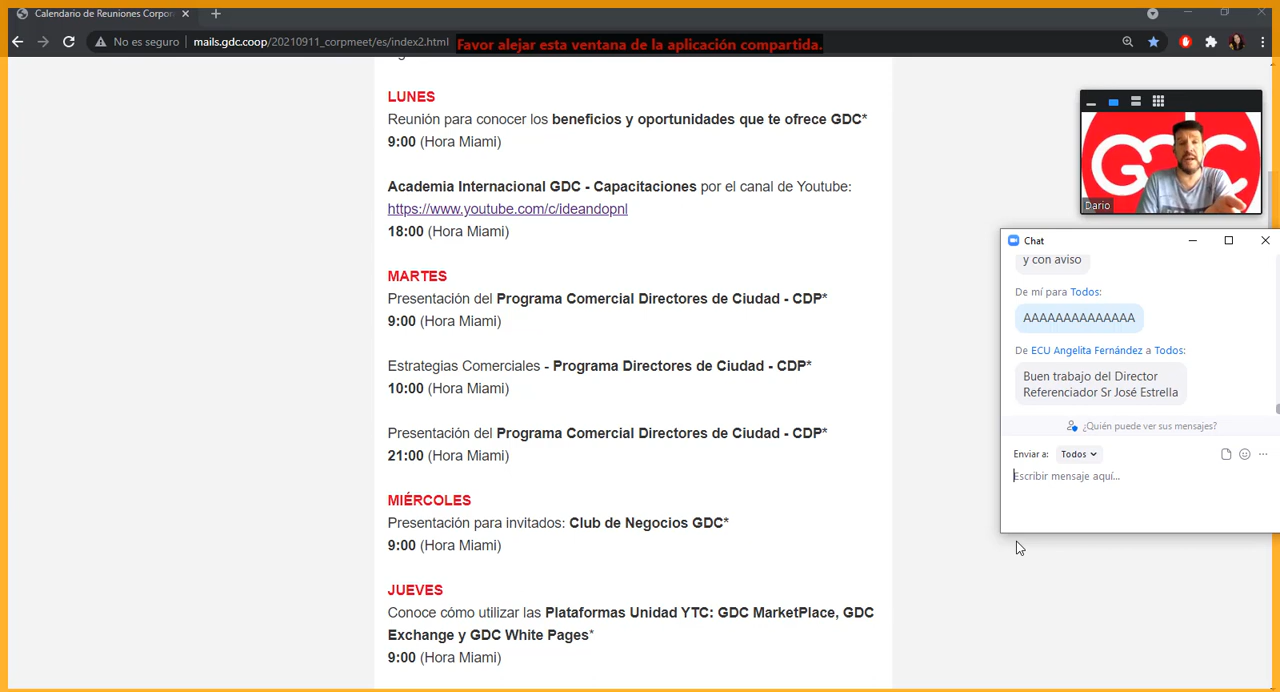 Calendario de Reuniones Corpor
No es seguro
mails.gdc.coop/20210911_corpmeet/es/index2.html
Favor alejar esta ventana de la aplicación compartida.
LUNES
Reunión para conocer los beneficios y oportunidades que te ofrece GDC*
9:00 (Hora Miami)
Academia Internacional GDC - Capacitaciones por el canal de Youtube:
https://www.youtube.com/c/ideandopnl
18:00 (Hora Miami)
MARTES
Presentación del Programa Comercial Directores de Ciudad - CDP*
9:00 (Hora Miami)
Estrategias Comerciales - Programa Directores de Ciudad - CDP*
10:00 (Hora Miami)
Presentación del Programa Comercial Directores de Ciudad - CDP*
21:00 (Hora Miami)
MIÉRCOLES
Presentación para invitados: Club de Negocios GDC*
9:00 (Hora Miami)
JUEVES
Conoce cómo utilizar las Plataformas Unidad YTC: GDC MarketPlace, GDC
Exchange y GDC White Pages*
9:00 (Hora Miami)
gdc
Dario
Chat
y con aviso
De mí para Todos:
AAAAAAAAAAAAAA
De ECU Angelita Fernández a Todos:
Buen trabajo del Director
Referenciador Sr José Estrella
¿Quién puede ver sus mensajes?
Enviar a: Todos
Escribir mensaje aquí...